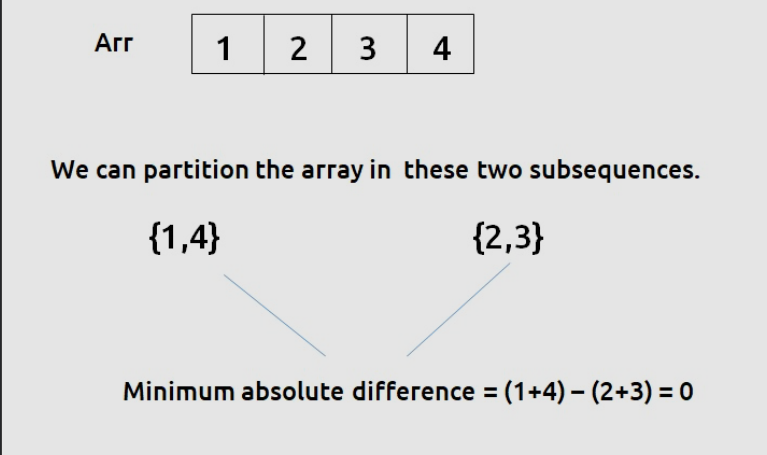 Arr 1 2 3 4
We can partition the array in these two subsequences.
{1,4} {2,3}
Minimum absolute difference = (1+4) – (2+3) = 0